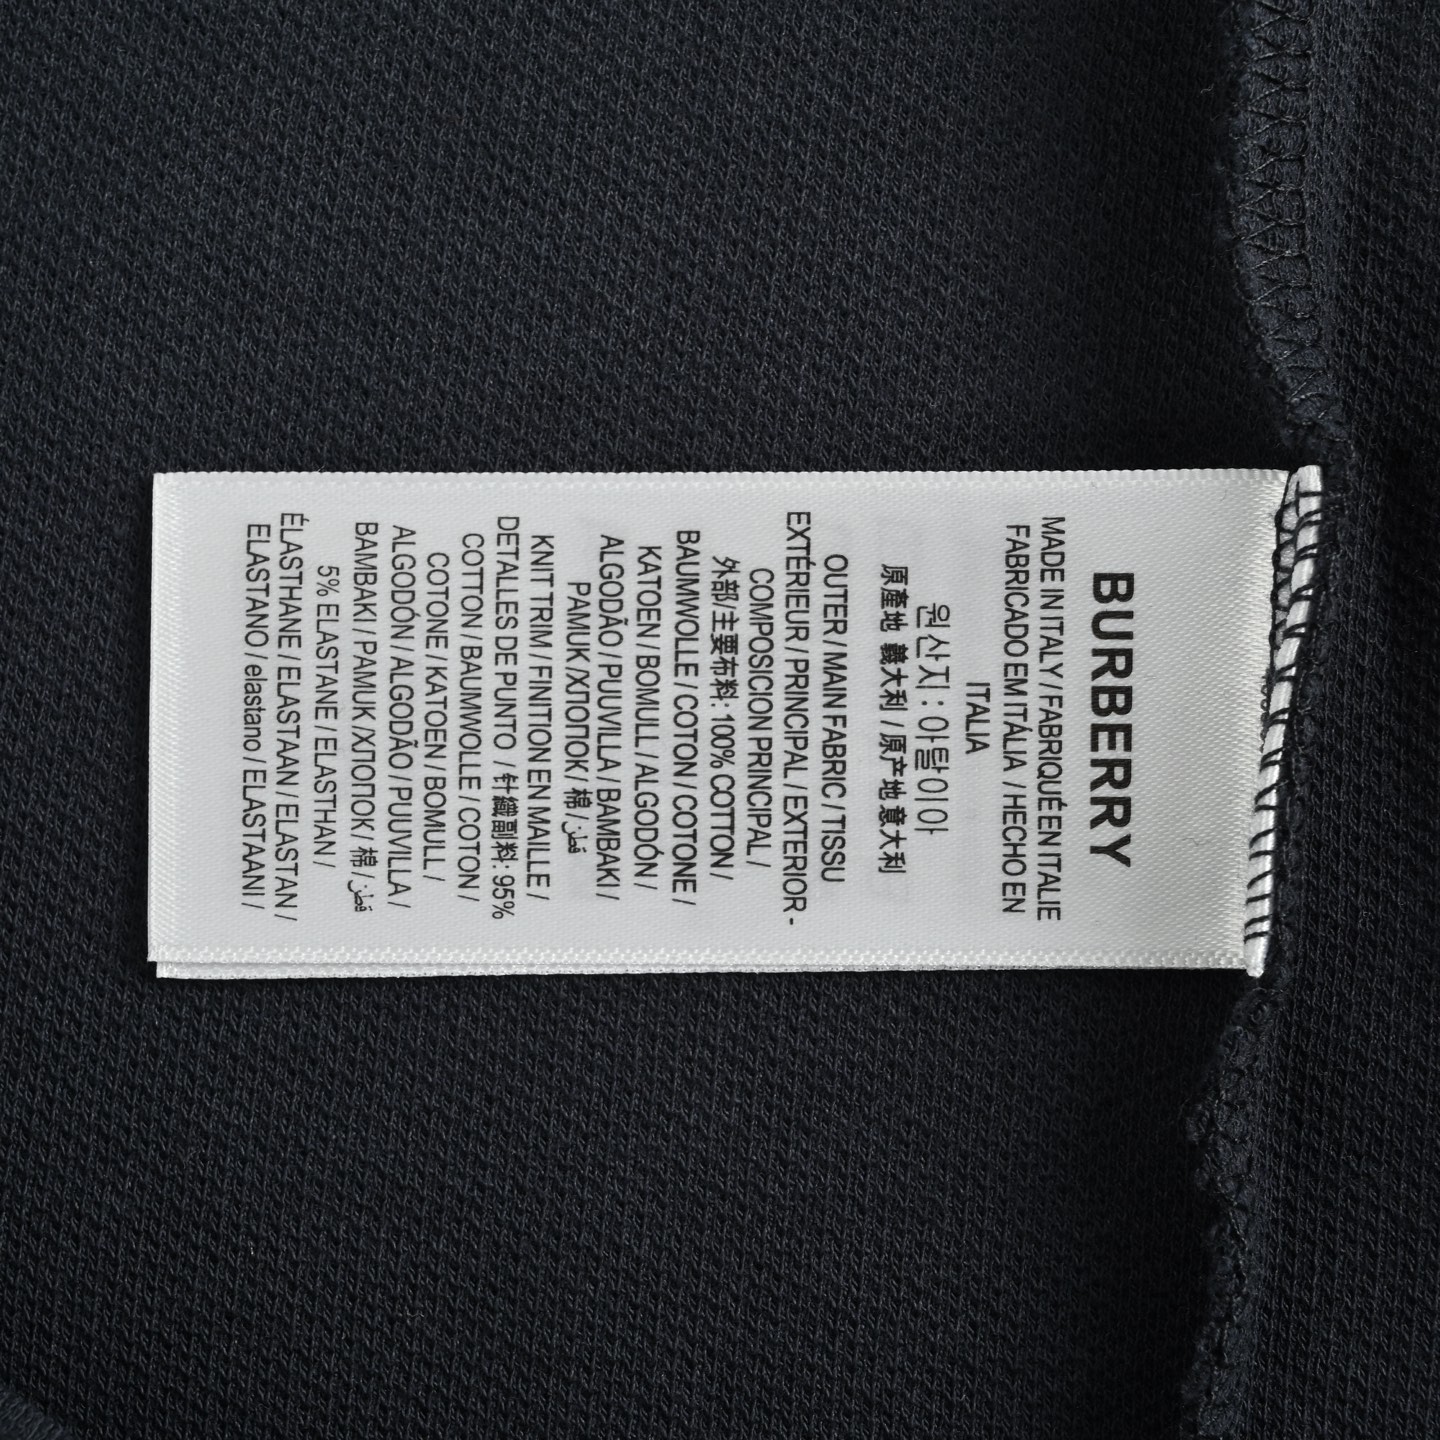 BURBERRY
MADE IN ITALY / FABRIQUÉ EN ITALIE
FABRICADO EM ITÁLIA / HECHO EN
ITALIA
원산지 : 이탈이아
原產地 義大利 / 原产地 意大利
OUTER / MAIN FABRIC / TISSU
EXTÉRIEUR / PRINCIPAL / EXTERIOR -
COMPOSICION PRINCIPAL /
外部/主要布料: 100% COTTON /
BAUMWOLLE / COTON / COTONE /
KATOEN / BOMULL / ALGODÓN /
ALGODÃO / PUUVILLA / BAMBAKI /
PAMUK / ХЛОПОК / 棉 / قطن
KNIT TRIM / FINITION EN MAILLE /
DETALLES DE PUNTO / 针織副料: 95%
COTTON / BAUMWOLLE / COTON /
COTONE / KATOEN / BOMULL /
ALGODÓN / ALGODÃO / PUUVILLA /
BAMBAKI / PAMUK / ХЛОПОК / 棉 / قطن
5% ELASTANE / ELASTHAN /
ÉLASTHANE / ELASTAAN / ELASTAN /
ELASTANO / elastano / ELASTAANI /